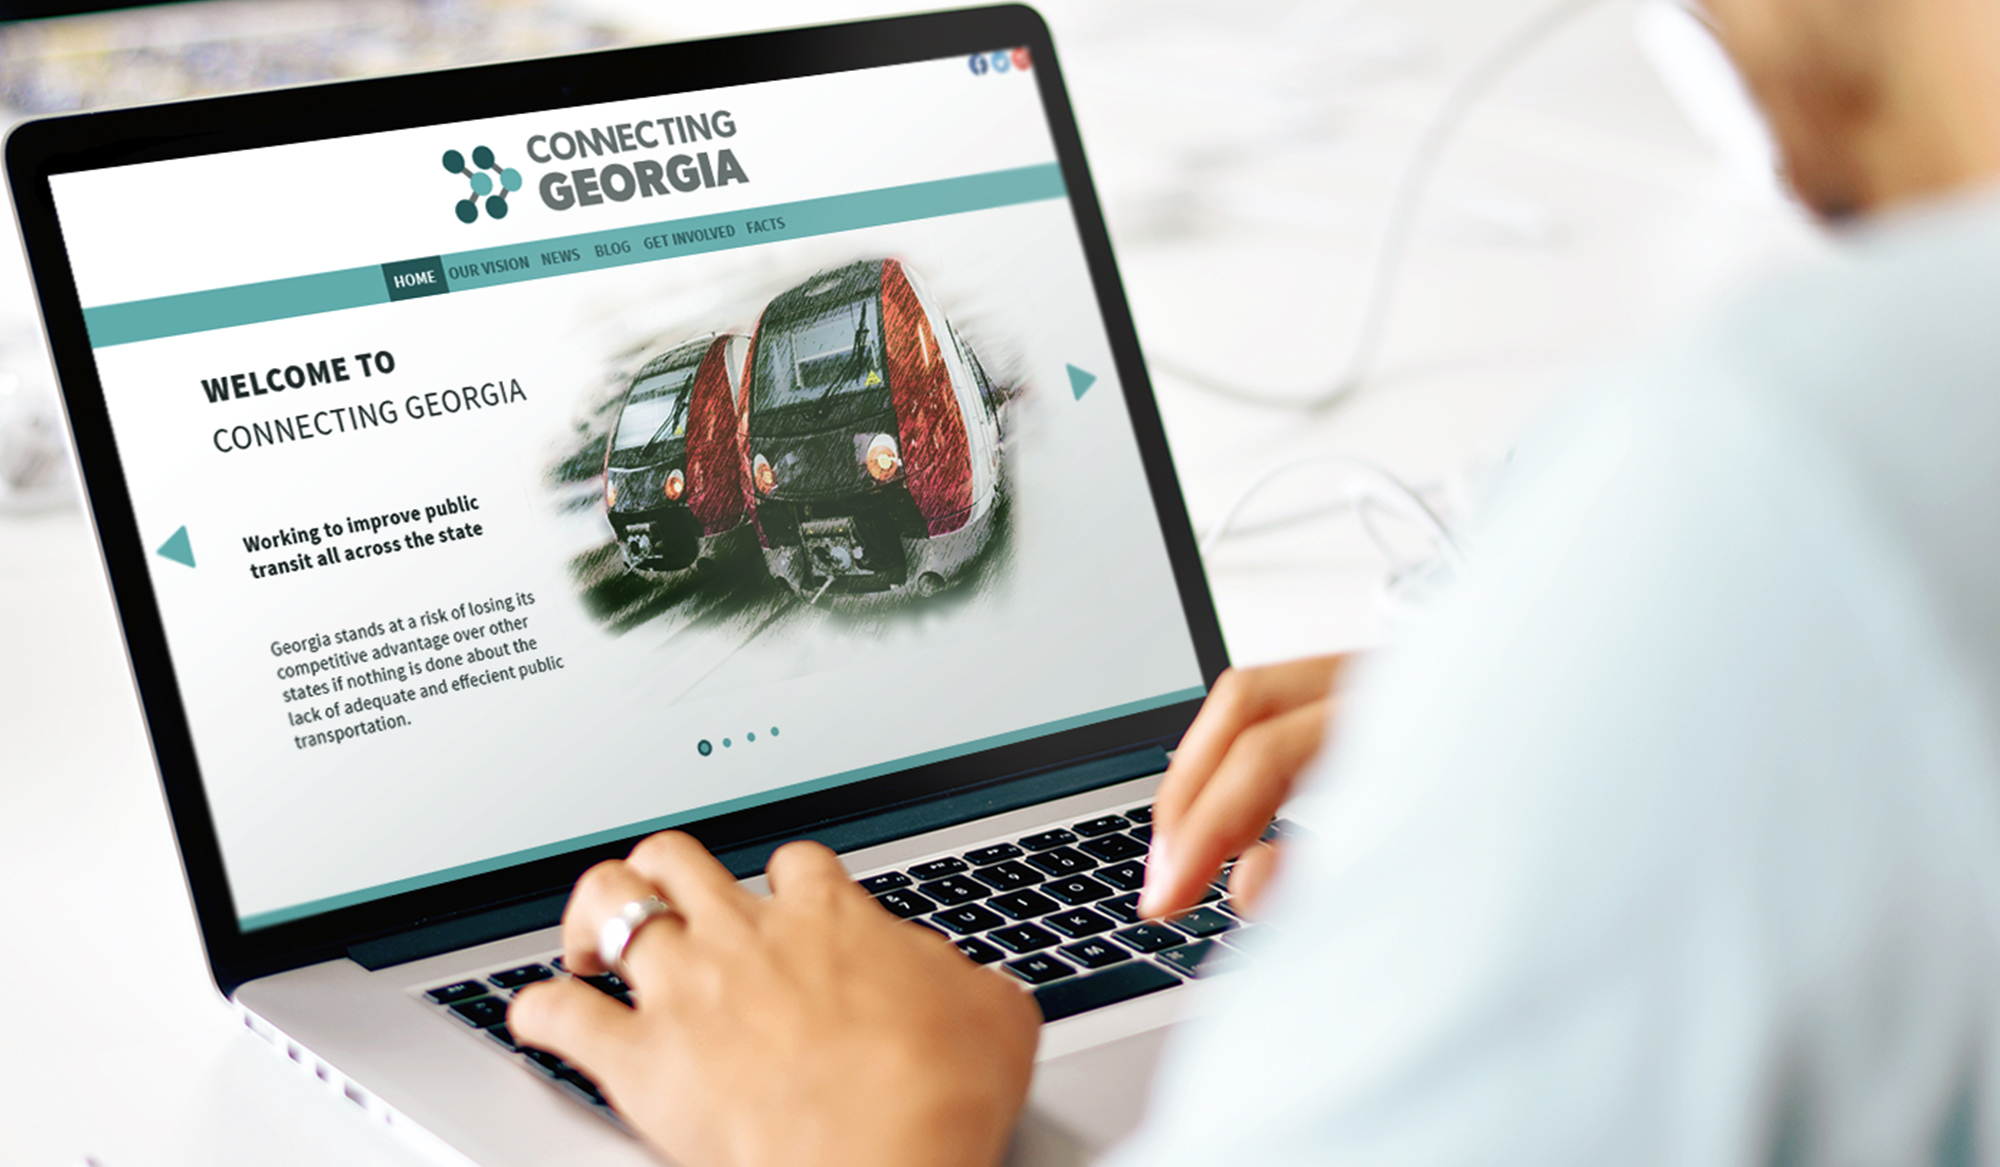 CONNECTING
GEORGIA
HOME OUR VISION NEWS BLOG GET INVOLVED FACTS
WELCOME TO
CONNECTING GEORGIA
Working to improve public
transit all across the state
Georgia stands at a risk of losing its
competitive advantage over other
states if nothing is done about the
lack of adequate and effecient public
transportation.